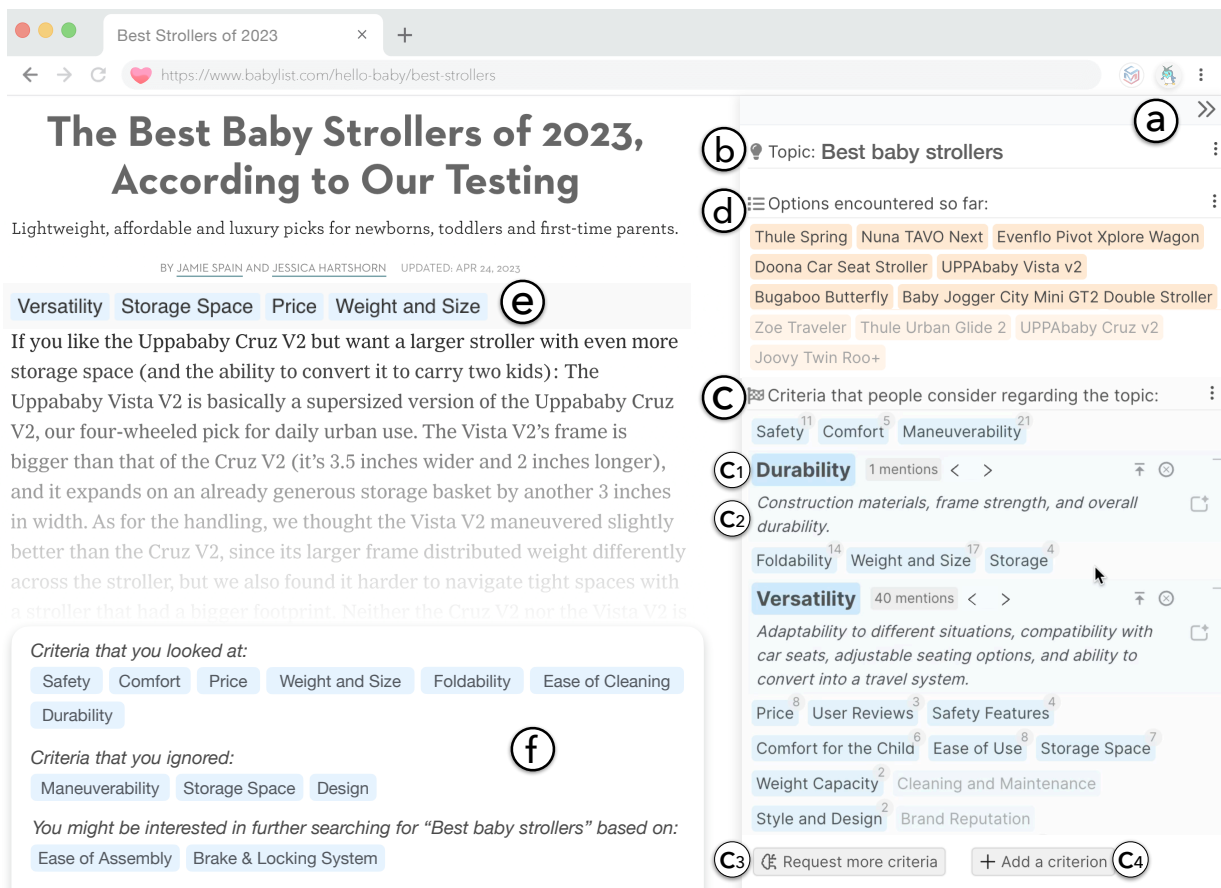 Best Strollers of 2023
https://www.babylist.com/hello-baby/best-strollers
The Best Baby Strollers of 2023,
According to Our Testing
Lightweight, affordable and luxury picks for newborns, toddlers and first-time parents.
BY JAMIE SPAIN AND JESSICA HARTSHORN UPDATED: APR 24, 2023
Versatility Storage Space Price Weight and Size e
If you like the Uppababy Cruz V2 but want a larger stroller with even more
storage space (and the ability to convert it to carry two kids): The
Uppababy Vista V2 is basically a supersized version of the Uppababy Cruz
V2, our four-wheeled pick for daily urban use. The Vista V2's frame is
bigger than that of the Cruz V2 (it's 3.5 inches wider and 2 inches longer),
and it expands on an already generous storage basket by another 3 inches
in width. As for the handling, we thought the Vista V2 maneuvered slightly
better than the Cruz V2, since its larger frame distributed weight differently
across the stroller, but we also found it harder to navigate tight spaces with
a stroller that had a bigger footprint. Neither the Cruz V2 nor the Vista V2 is
Criteria that you looked at:
Safety Comfort Price Weight and Size Foldability Ease of Cleaning
Durability
f
Criteria that you ignored:
Maneuverability Storage Space Design
You might be interested in further searching for "Best baby strollers" based on:
Ease of Assembly Brake & Locking System
a
b Topic: Best baby strollers
d Options encountered so far:
Thule Spring Nuna TAVO Next Evenflo Pivot Xplore Wagon
Doona Car Seat Stroller UPPAbaby Vista v2
Bugaboo Butterfly Baby Jogger City Mini GT2 Double Stroller
Zoe Traveler Thule Urban Glide 2 UPPAbaby Cruz v2
Joovy Twin Roo+
C Criteria that people consider regarding the topic:
Safety 11 Comfort 5 Maneuverability 21
C1 Durability 1 mentions < >
C2 Construction materials, frame strength, and overall
durability.
Foldability 14 Weight and Size 17 Storage 4
Versatility 40 mentions < >
Adaptability to different situations, compatibility with
car seats, adjustable seating options, and ability to
convert into a travel system.
Price 8 User Reviews 3 Safety Features 4
Comfort for the Child 6 Ease of Use 8 Storage Space 7
Weight Capacity 2 Cleaning and Maintenance
Style and Design 2 Brand Reputation
C3 Request more criteria + Add a criterion C4